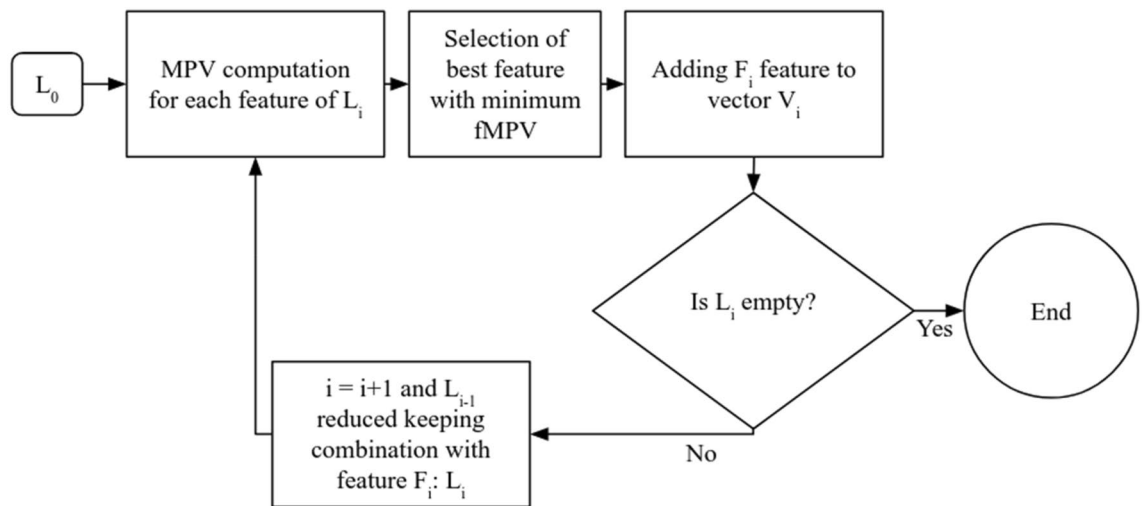 L₀
MPV computation
for each feature of Lᵢ
Selection of
best feature
with minimum
fMPV
Adding Fᵢ feature to
vector Vᵢ
Is Lᵢ empty?
Yes
End
No
i = i+1 and Lᵢ₋₁
reduced keeping
combination with
feature Fᵢ: Lᵢ